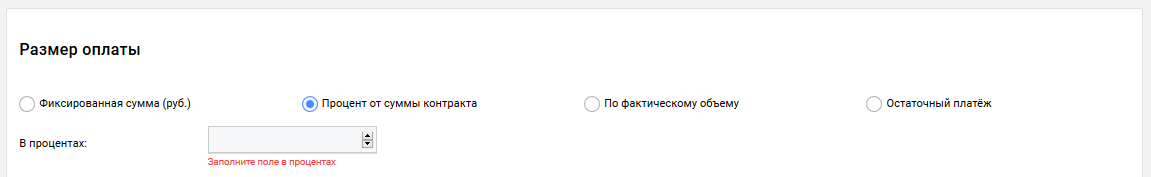 Размер оплаты
Фиксированная сумма (руб.) Процент от суммы контракта По фактическому объему Остаточный платёж
В процентах:
Заполните поле в процентах